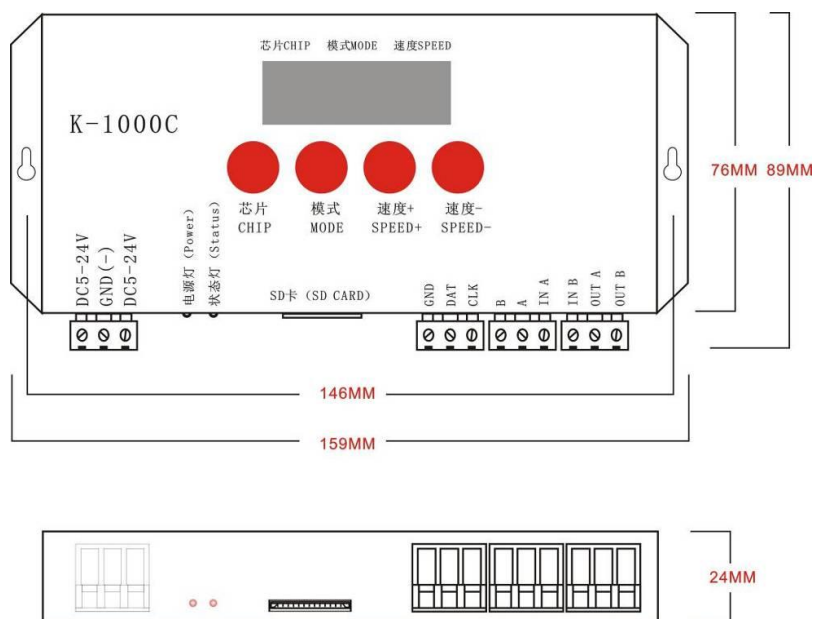 芯片CHIP 模式MODE 速度SPEED
K-1000C
芯片 模式 速度+ 速度-
CHIP MODE SPEED+ SPEED-
76MM 89MM
DC5-24V
GND(-)
DC5-24V
电源灯 (Power)
状态灯 (Status)
SD卡 (SD CARD)
GND
DAT
CLK
B
A
IN A
IN B
OUT A
OUT B
146MM
159MM
24MM